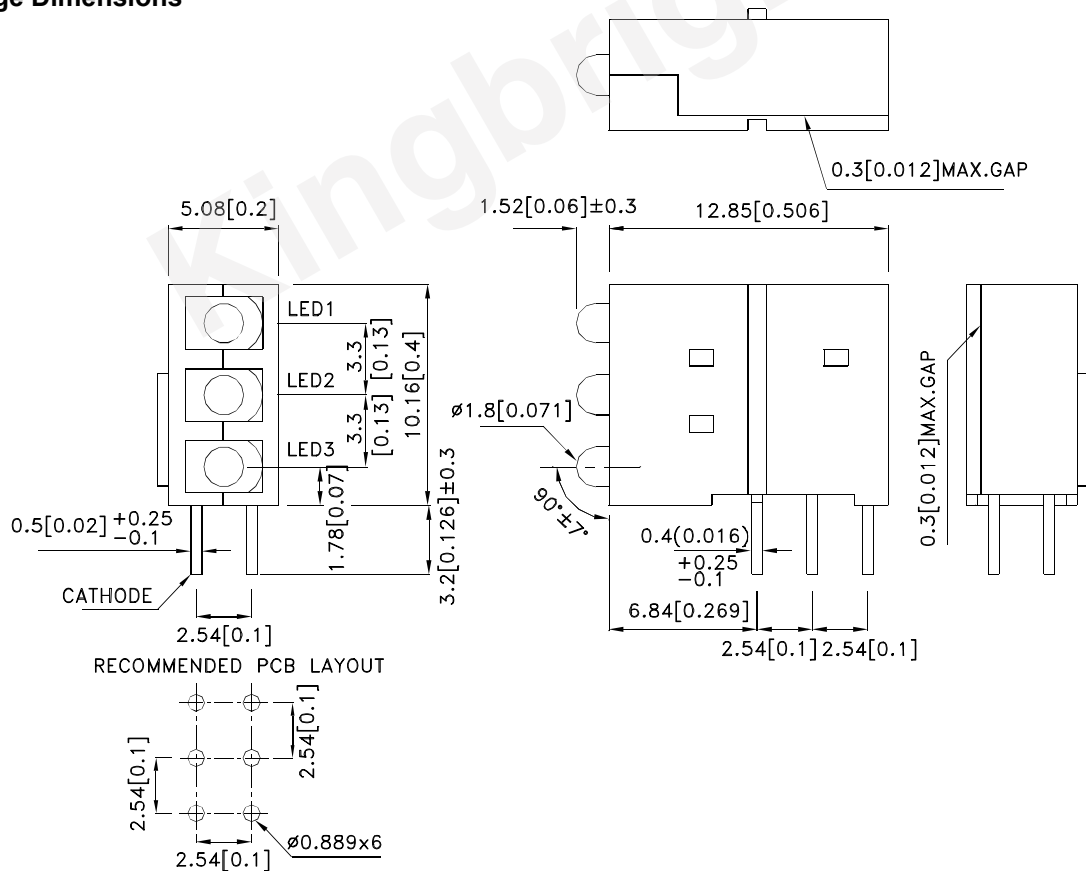 ge Dimensions
Kingbrig
0.3[0.012]MAX.GAP
5.08[0.2]
1.52[0.06]±0.3
12.85[0.506]
LED1
3.3
[0.13]
LED2
3.3
[0.13]
LED3
10.16[0.4]
1.78[0.07]
3.2[0.126]±0.3
0.5[0.02] +0.25
-0.1
CATHODE
2.54[0.1]
ø1.8[0.071]
90°±7°
0.4(0.016)
+0.25
-0.1
6.84[0.269]
2.54[0.1] 2.54[0.1]
0.3[0.012]MAX.GAP
RECOMMENDED PCB LAYOUT
2.54[0.1]
2.54[0.1]
2.54[0.1]
ø0.889x6